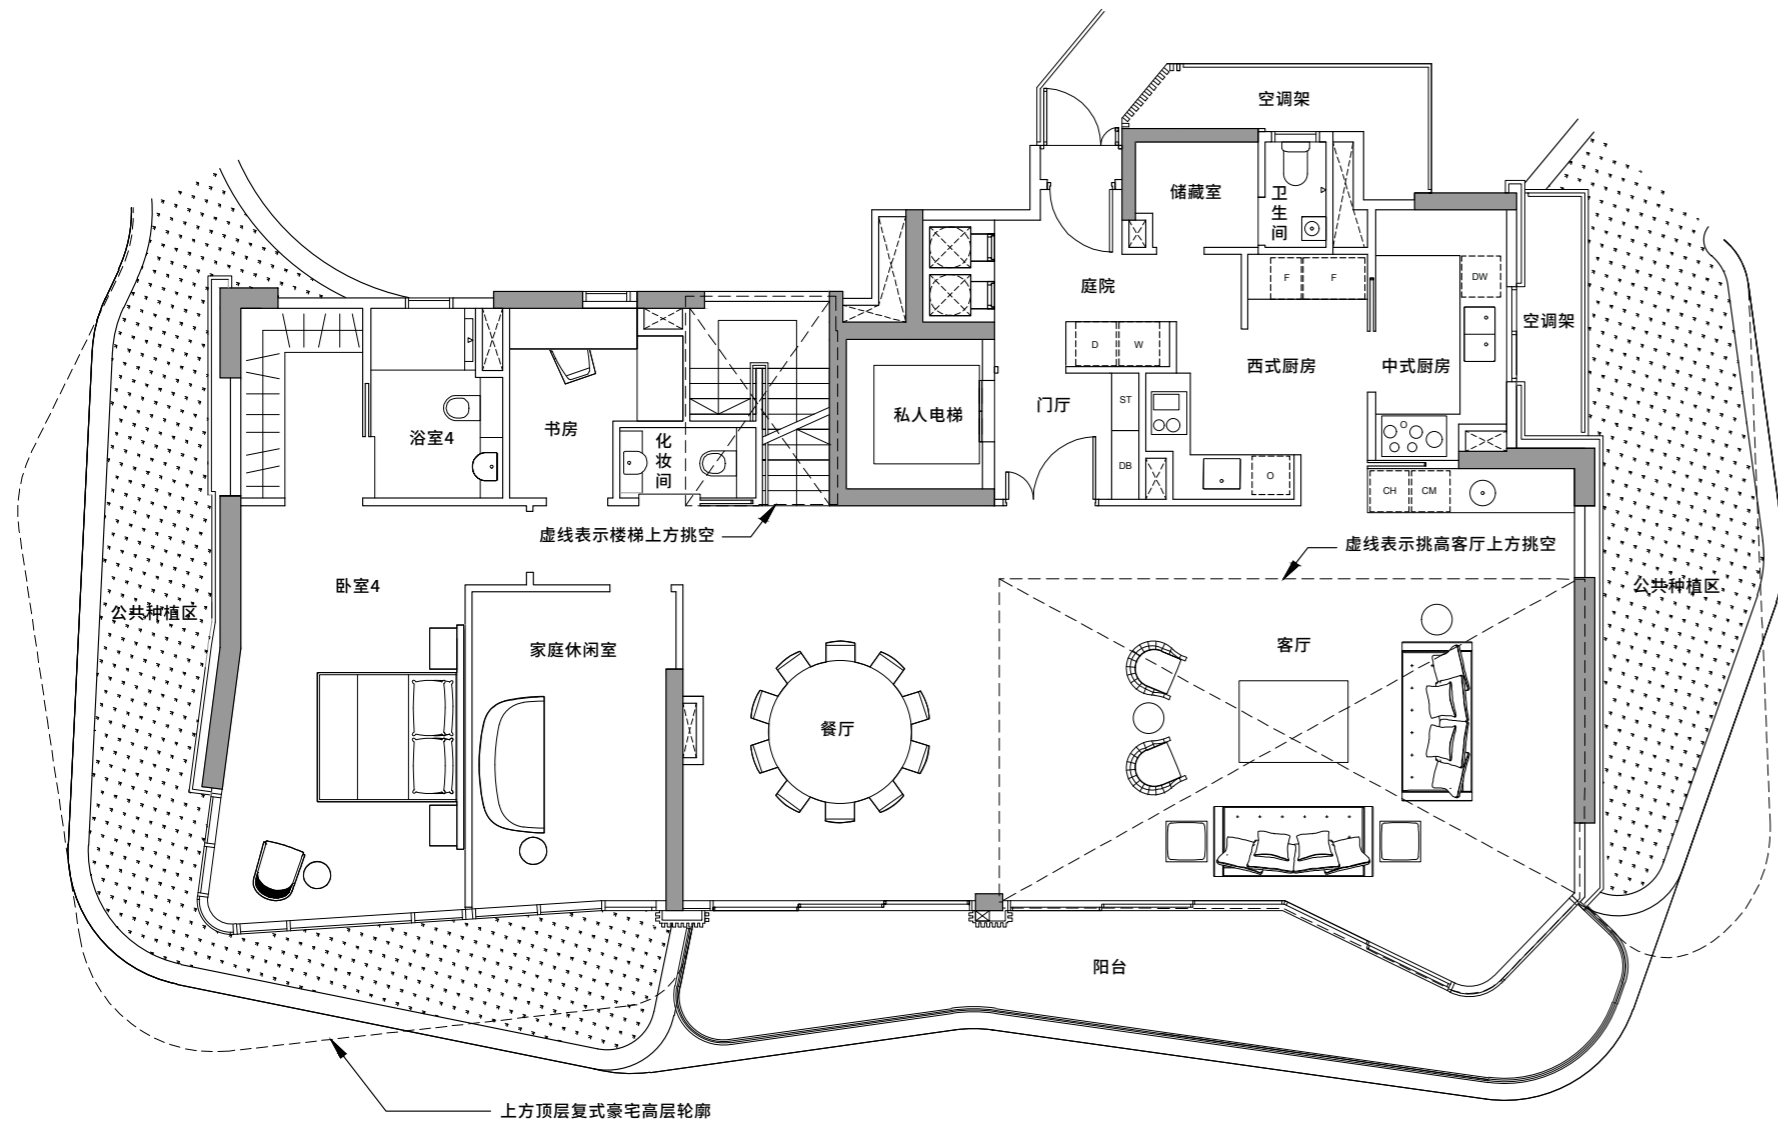 空调架
储藏室
卫
生
间
庭院
F
F
DW
空调架
D
W
西式厨房
中式厨房
ST
门厅
私人电梯
书房
浴室4
化
妆
间
DB
O
CH
CM
虚线表示楼梯上方挑空
虚线表示挑高客厅上方挑空
卧室4
公共种植区
公共种植区
家庭休闲室
客厅
餐厅
阳台
上方顶层复式豪宅高层轮廓